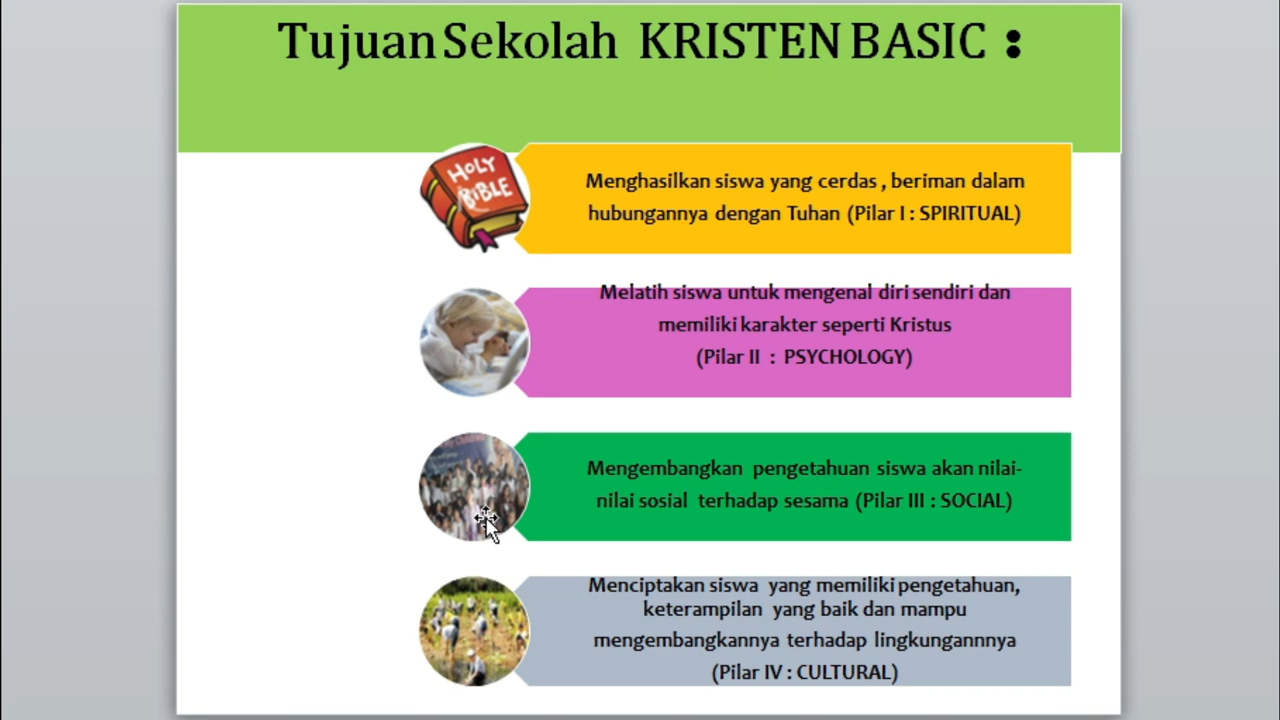 Tujuan Sekolah KRISTEN BASIC :
HOLY
BIBLE
Menghasilkan siswa yang cerdas , beriman dalam
hubungannya dengan Tuhan (Pilar I : SPIRITUAL)
Melatih siswa untuk mengenal diri sendiri dan
memiliki karakter seperti Kristus
(Pilar II : PSYCHOLOGY)
Mengembangkan pengetahuan siswa akan nilai-
nilai sosial terhadap sesama (Pilar III : SOCIAL)
Menciptakan siswa yang memiliki pengetahuan,
keterampilan yang baik dan mampu
mengembangkannya terhadap lingkungannnya
(Pilar IV : CULTURAL)